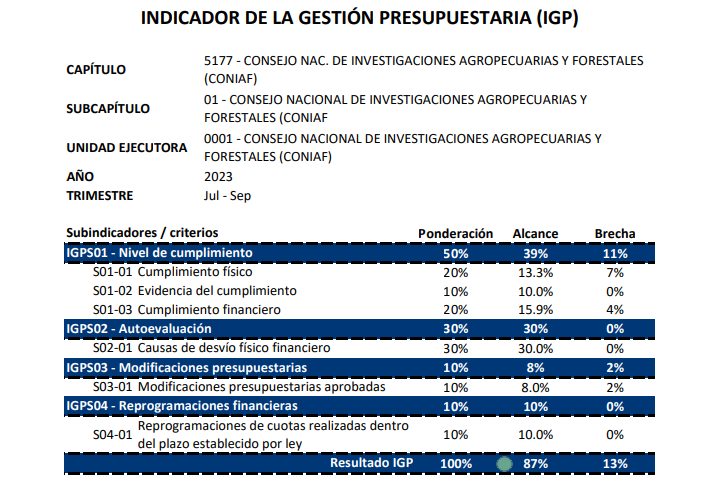 INDICADOR DE LA GESTIÓN PRESUPUESTARIA (IGP)
CAPÍTULO 5177 - CONSEJO NAC. DE INVESTIGACIONES AGROPECUARIAS Y FORESTALES
(CONIAF)
SUBCAPÍTULO 01 - CONSEJO NACIONAL DE INVESTIGACIONES AGROPECUARIAS Y
FORESTALES (CONIAF
UNIDAD EJECUTORA 0001 - CONSEJO NACIONAL DE INVESTIGACIONES AGROPECUARIAS Y
FORESTALES (CONIAF)
AÑO 2023
TRIMESTRE Jul - Sep
Subindicadores / criterios Ponderación Alcance Brecha
IGPS01 - Nivel de cumplimiento 50% 39% 11%
S01-01 Cumplimiento físico 20% 13.3% 7%
S01-02 Evidencia del cumplimiento 10% 10.0% 0%
S01-03 Cumplimiento financiero 20% 15.9% 4%
IGPS02 - Autoevaluación 30% 30% 0%
S02-01 Causas de desvío físico financiero 30% 30.0% 0%
IGPS03 - Modificaciones presupuestarias 10% 8% 2%
S03-01 Modificaciones presupuestarias aprobadas 10% 8.0% 2%
IGPS04 - Reprogramaciones financieras 10% 10% 0%
S04-01 Reprogramaciones de cuotas realizadas dentro
del plazo establecido por ley 10% 10.0% 0%
Resultado IGP 100% 87% 13%